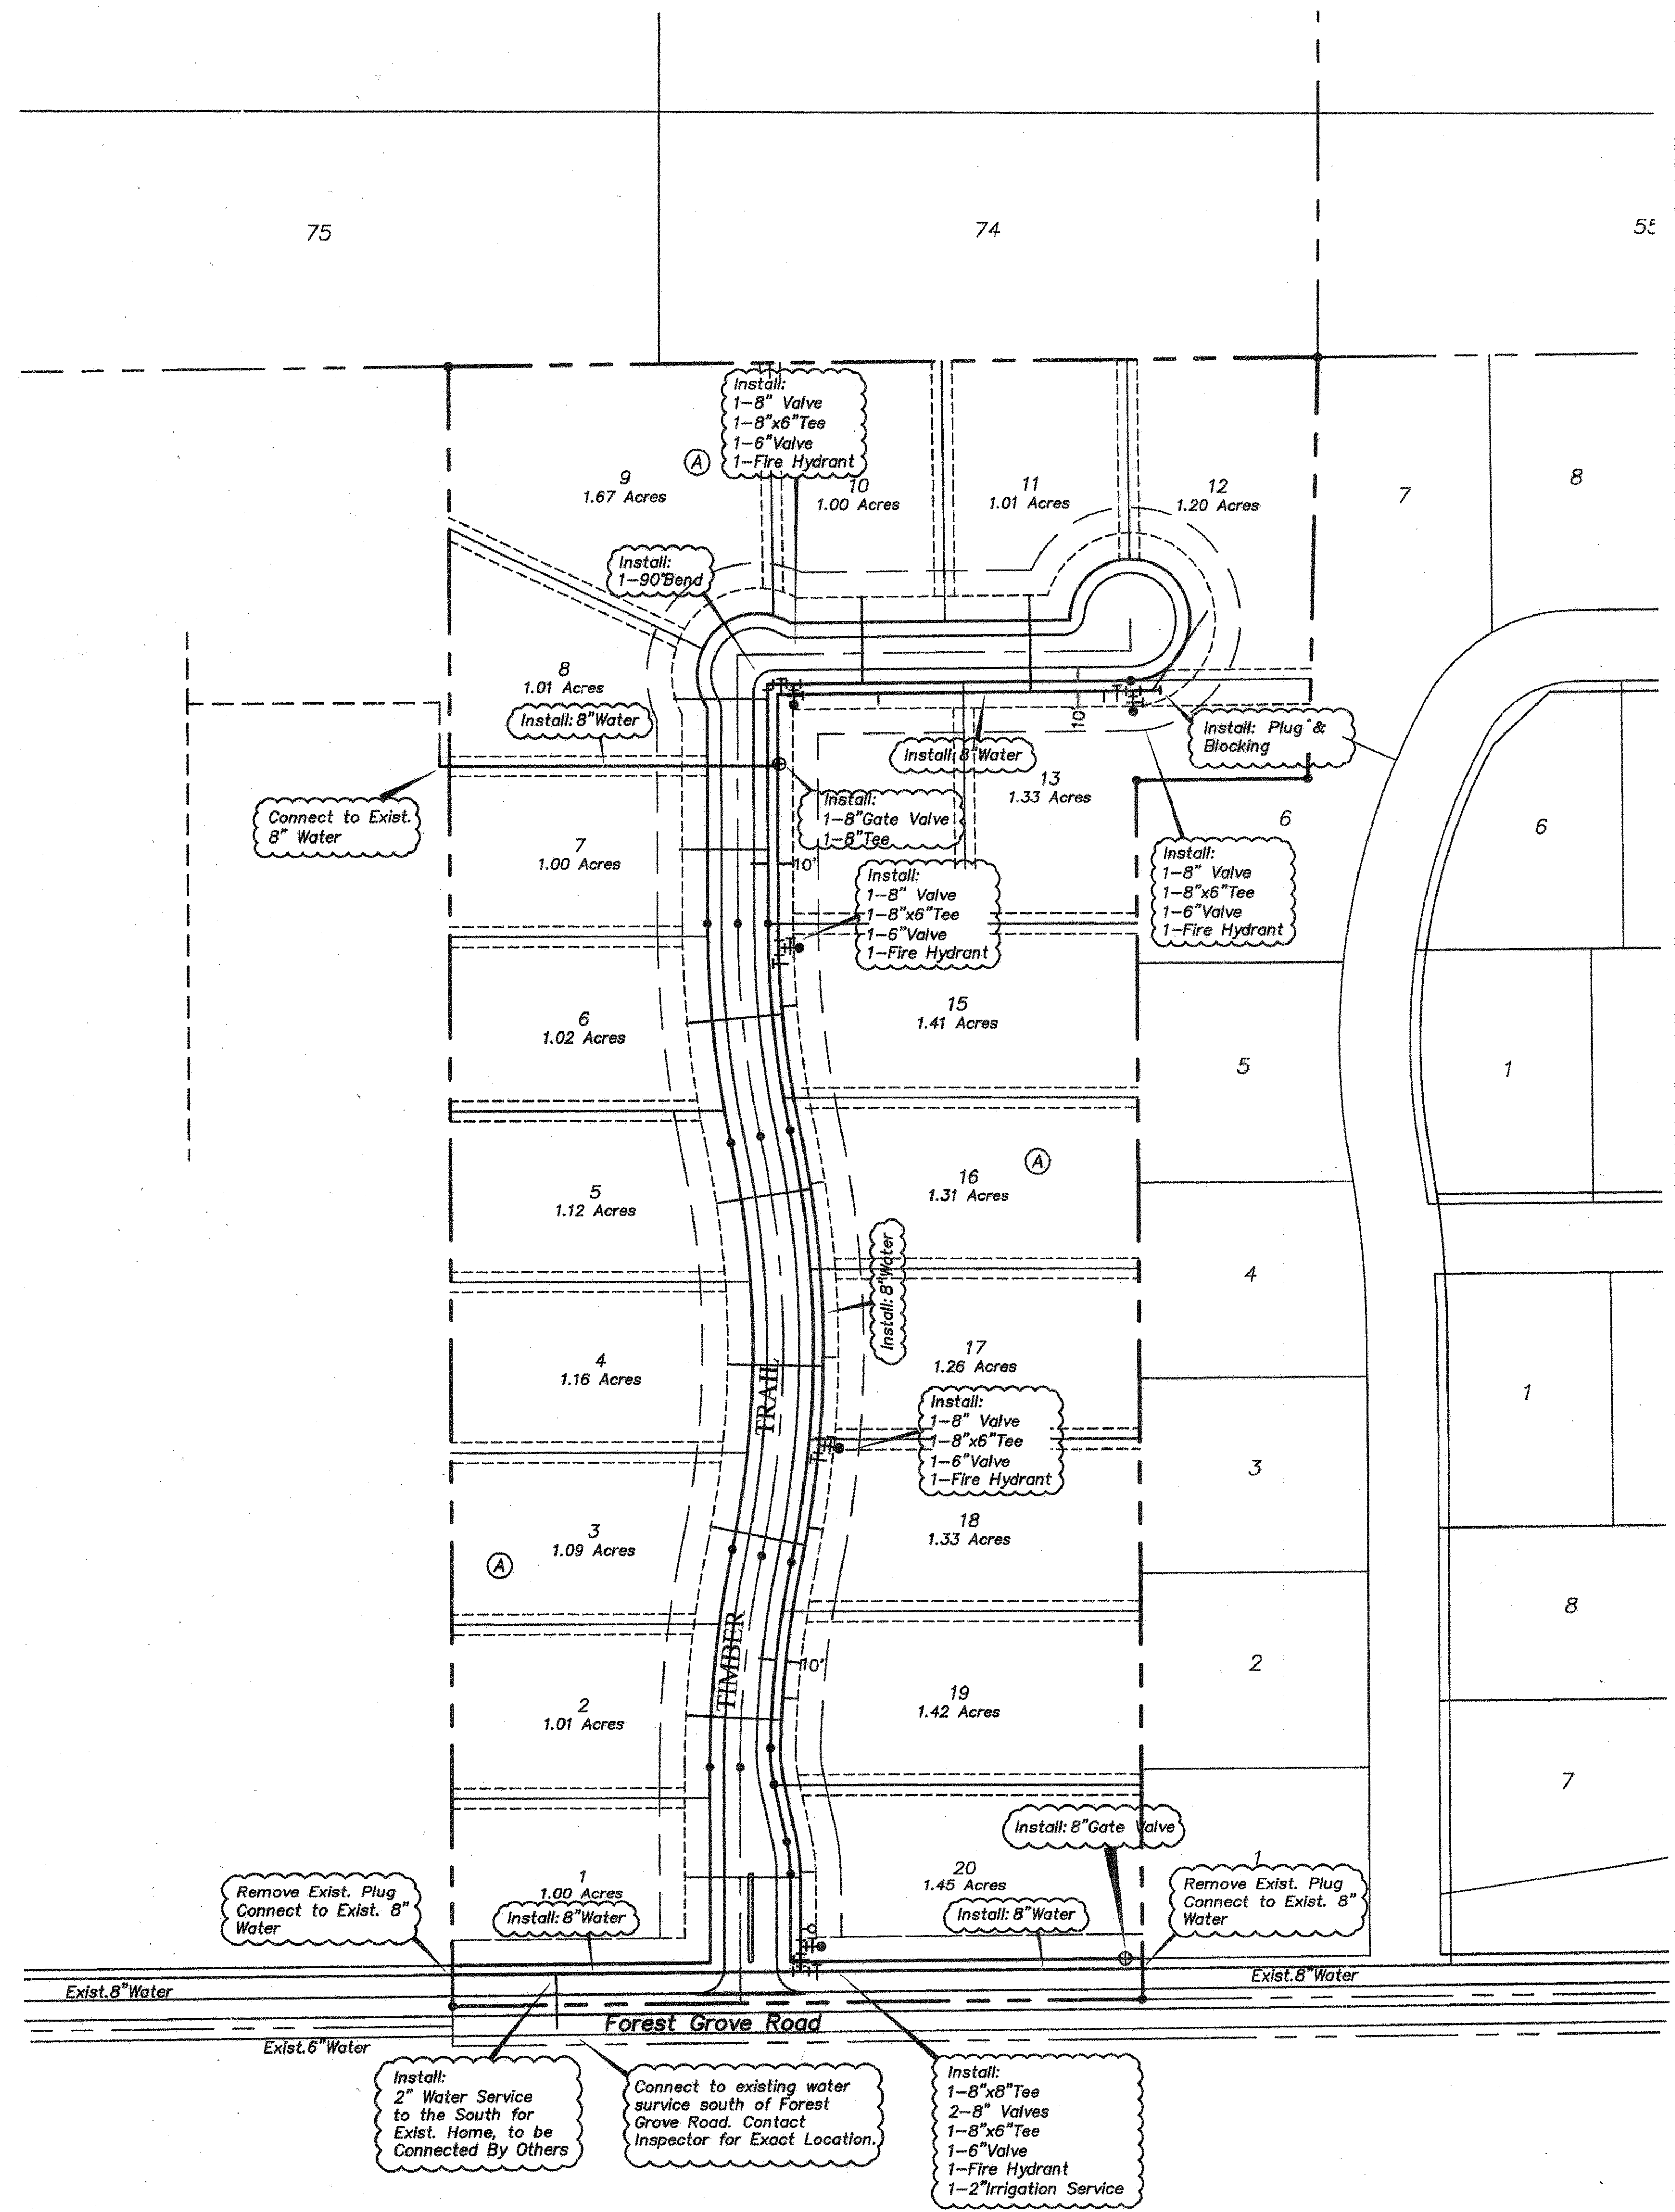 75
74
Install:
1-8" Valve
1-8"x6"Tee
1-6"Valve
1-Fire Hydrant
A
9
1.67 Acres
10
1.00 Acres
11
1.01 Acres
12
1.20 Acres
7
8
Install:
1-90°Bend
8
1.01 Acres
Install: 8"Water
Connect to Exist.
8" Water
Install: 8"Water
10'
Install: Plug &
Blocking
13
1.33 Acres
Install:
1-8"Gate Valve
1-8"Tee
6
6
7
1.00 Acres
10'
Install:
1-8" Valve
1-8"x6"Tee
1-6"Valve
1-Fire Hydrant
Install:
1-8" Valve
1-8"x6"Tee
1-6"Valve
1-Fire Hydrant
6
1.02 Acres
15
1.41 Acres
5
1
5
1.12 Acres
16
1.31 Acres
A
4
Install: 8"Water
4
1.16 Acres
17
1.26 Acres
1
TRAIL
Install:
1-8" Valve
1-8"x6"Tee
1-6"Valve
1-Fire Hydrant
3
3
1.09 Acres
A
18
1.33 Acres
8
TIMBER
10'
2
2
1.01 Acres
19
1.42 Acres
7
Install: 8"Gate Valve
1
1.00 Acres
20
1.45 Acres
1
Remove Exist. Plug
Connect to Exist. 8"
Water
Install: 8"Water
Install: 8"Water
Remove Exist. Plug
Connect to Exist. 8"
Water
Exist.8"Water
Exist.8"Water
Forest Grove Road
Exist.6"Water
Install:
2" Water Service
to the South for
Exist. Home, to be
Connected By Others
Connect to existing water
survice south of Forest
Grove Road. Contact
Inspector for Exact Location.
Install:
1-8"x8"Tee
2-8" Valves
1-8"x6"Tee
1-6"Valve
1-Fire Hydrant
1-2"Irrigation Service